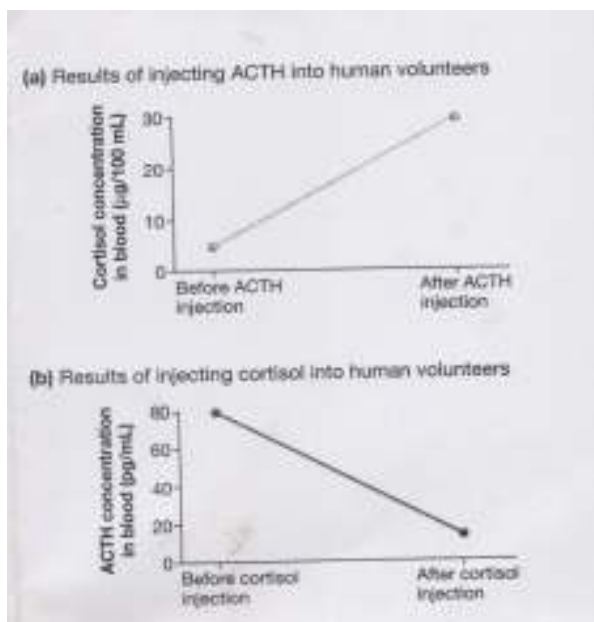 (a) Results of injecting ACTH into human volunteers
Cortisol concentration
in blood (µg/100 mL)
30
20
10
0
Before ACTH
injection
After ACTH
injection
(b) Results of injecting cortisol into human volunteers
ACTH concentration
in blood (pg/mL)
80
60
40
20
0
Before cortisol
injection
After cortisol
injection